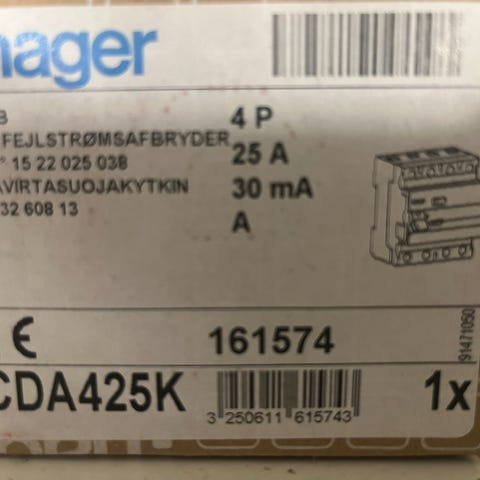 hager
B
4 P
FEJLSTRØMSAFBRYDER
25 A
° 15 22 025 038
AVIRTASUOJAKYTKIN
30 mA
32 608 13
A
CE
161574
91471050
CDA425K
3 250611 615743
1x